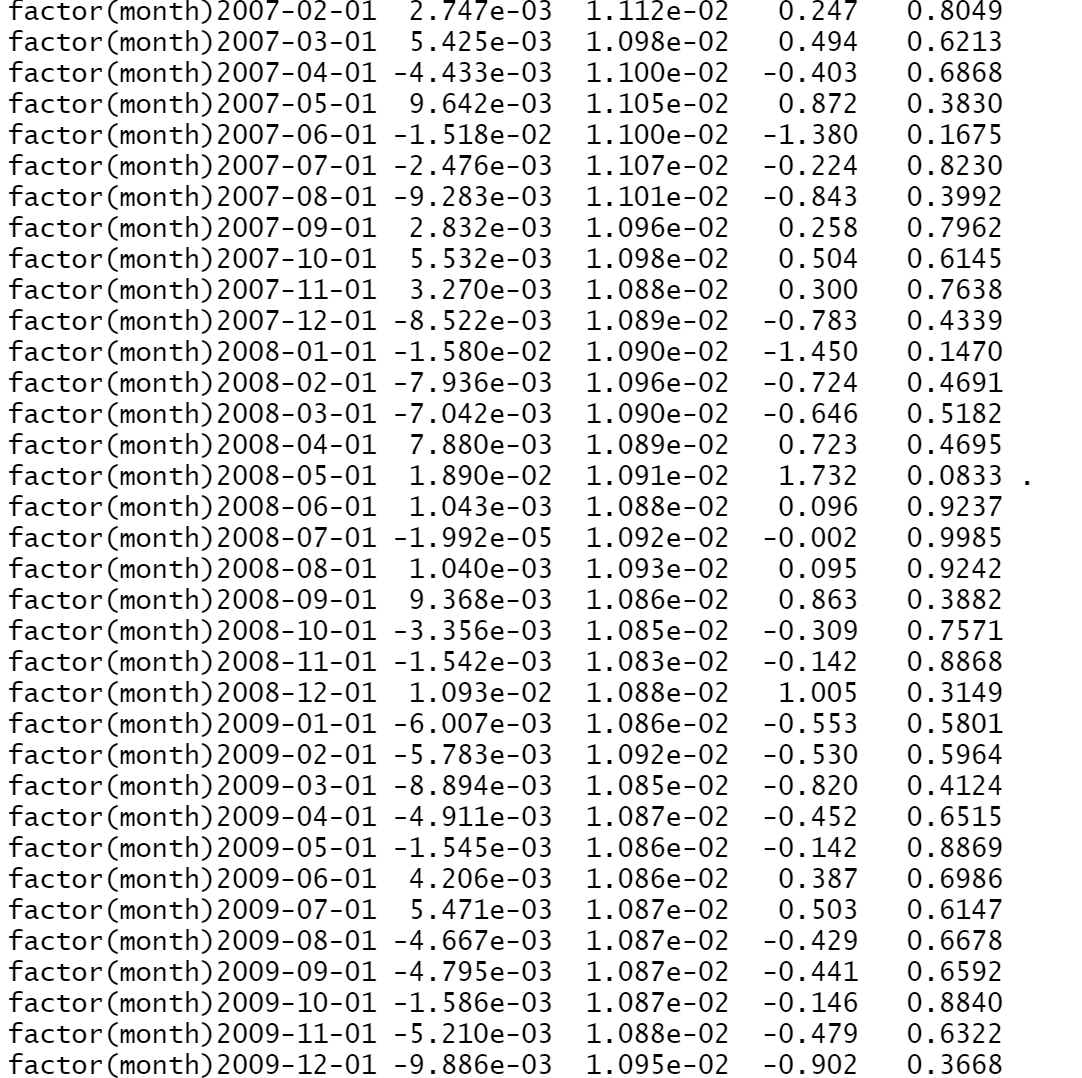 factor(month)2007-02-01  2.747e-03  1.112e-02   0.247   0.8049
factor(month)2007-03-01  5.425e-03  1.098e-02   0.494   0.6213
factor(month)2007-04-01 -4.433e-03  1.100e-02  -0.403   0.6868
factor(month)2007-05-01  9.642e-03  1.105e-02   0.872   0.3830
factor(month)2007-06-01 -1.518e-02  1.100e-02  -1.380   0.1675
factor(month)2007-07-01 -2.476e-03  1.107e-02  -0.224   0.8230
factor(month)2007-08-01 -9.283e-03  1.101e-02  -0.843   0.3992
factor(month)2007-09-01  2.832e-03  1.096e-02   0.258   0.7962
factor(month)2007-10-01  5.532e-03  1.098e-02   0.504   0.6145
factor(month)2007-11-01  3.270e-03  1.088e-02   0.300   0.7638
factor(month)2007-12-01 -8.522e-03  1.089e-02  -0.783   0.4339
factor(month)2008-01-01 -1.580e-02  1.090e-02  -1.450   0.1470
factor(month)2008-02-01 -7.936e-03  1.096e-02  -0.724   0.4691
factor(month)2008-03-01 -7.042e-03  1.090e-02  -0.646   0.5182
factor(month)2008-04-01  7.880e-03  1.089e-02   0.723   0.4695
factor(month)2008-05-01  1.890e-02  1.091e-02   1.732   0.0833 .
factor(month)2008-06-01  1.043e-03  1.088e-02   0.096   0.9237
factor(month)2008-07-01 -1.992e-05  1.092e-02  -0.002   0.9985
factor(month)2008-08-01  1.040e-03  1.093e-02   0.095   0.9242
factor(month)2008-09-01  9.368e-03  1.086e-02   0.863   0.3882
factor(month)2008-10-01 -3.356e-03  1.085e-02  -0.309   0.7571
factor(month)2008-11-01 -1.542e-03  1.083e-02  -0.142   0.8868
factor(month)2008-12-01  1.093e-02  1.088e-02   1.005   0.3149
factor(month)2009-01-01 -6.007e-03  1.086e-02  -0.553   0.5801
factor(month)2009-02-01 -5.783e-03  1.092e-02  -0.530   0.5964
factor(month)2009-03-01 -8.894e-03  1.085e-02  -0.820   0.4124
factor(month)2009-04-01 -4.911e-03  1.087e-02  -0.452   0.6515
factor(month)2009-05-01 -1.545e-03  1.086e-02  -0.142   0.8869
factor(month)2009-06-01  4.206e-03  1.086e-02   0.387   0.6986
factor(month)2009-07-01  5.471e-03  1.087e-02   0.503   0.6147
factor(month)2009-08-01 -4.667e-03  1.087e-02  -0.429   0.6678
factor(month)2009-09-01 -4.795e-03  1.087e-02  -0.441   0.6592
factor(month)2009-10-01 -1.586e-03  1.087e-02  -0.146   0.8840
factor(month)2009-11-01 -5.210e-03  1.088e-02  -0.479   0.6322
factor(month)2009-12-01 -9.886e-03  1.095e-02  -0.902   0.3668